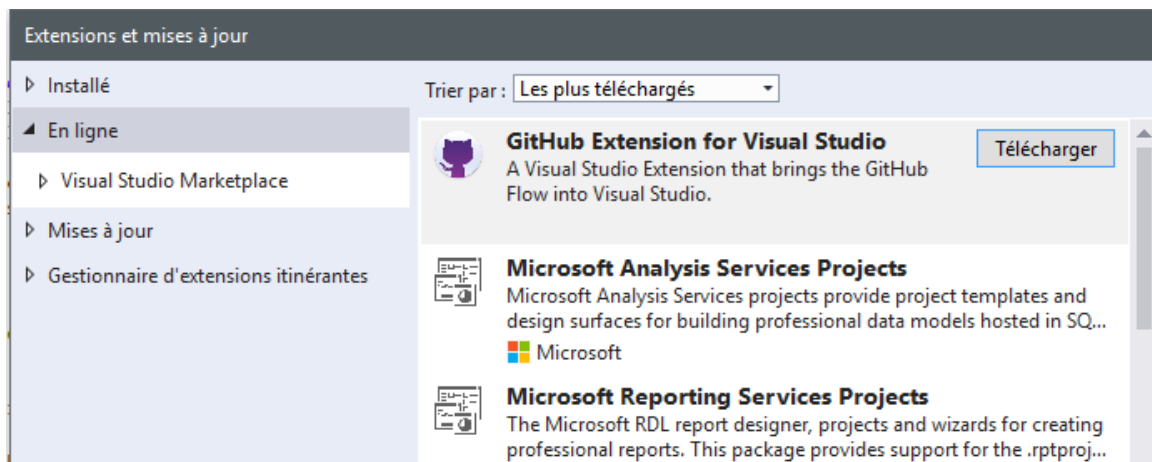 Extensions et mises à jour
Installé
En ligne
Visual Studio Marketplace
Mises à jour
Gestionnaire d'extensions itinérantes
Trier par : Les plus téléchargés
GitHub Extension for Visual Studio
Télécharger
A Visual Studio Extension that brings the GitHub
Flow into Visual Studio.
Microsoft Analysis Services Projects
Microsoft Analysis Services projects provide project templates and
design surfaces for building professional data models hosted in SQ...
Microsoft
Microsoft Reporting Services Projects
The Microsoft RDL report designer, projects and wizards for creating
professional reports. This package provides support for the .rptproj...